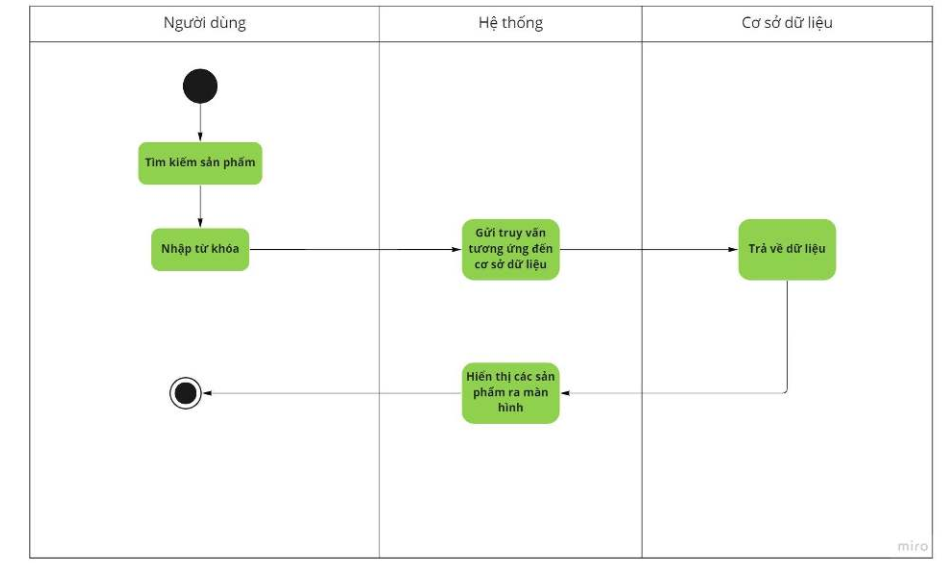 Người dùng
Hệ thống
Cơ sở dữ liệu
Tìm kiếm sản phẩm
Nhập từ khóa
Gửi truy vấn
tương ứng đến
cơ sở dữ liệu
Trả về dữ liệu
Hiển thị các sản
phẩm ra màn
hình
miro